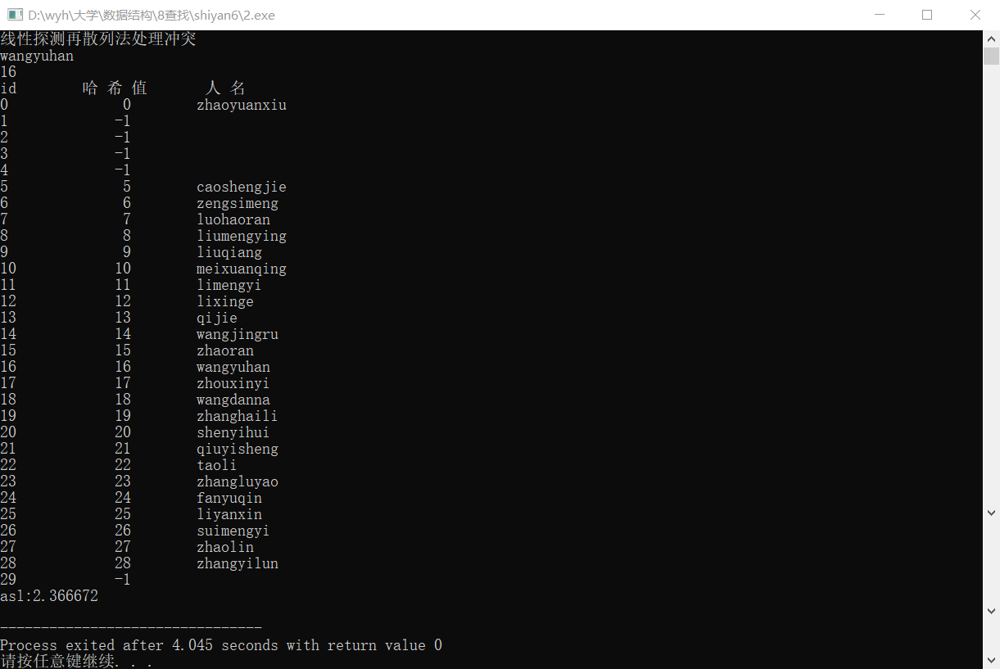 D:\wyh\大学\数据结构\8查找\shiyan6\2.exe
线性探测再散列法处理冲突
wangyuhan
16
id 哈 希 值 人 名
0 0 zhaoyuanxiu
1 -1
2 -1
3 -1
4 -1
5 5 caoshengjie
6 6 zengsimeng
7 7 luohaoran
8 8 liumengying
9 9 liuqiang
10 10 meixuanqing
11 11 limengyi
12 12 lixinge
13 13 qijie
14 14 wangjingru
15 15 zhaoran
16 16 wangyuhan
17 17 zhouxinyi
18 18 wangdanna
19 19 zhanghaili
20 20 shenyihui
21 21 qiuyisheng
22 22 taoli
23 23 zhangluyao
24 24 fanyuqin
25 25 liyanxin
26 26 suimengyi
27 27 zhaolin
28 28 zhangyilun
29 -1
asl:2.366672
--------------------------------
Process exited after 4.045 seconds with return value 0
请按任意键继续. . .